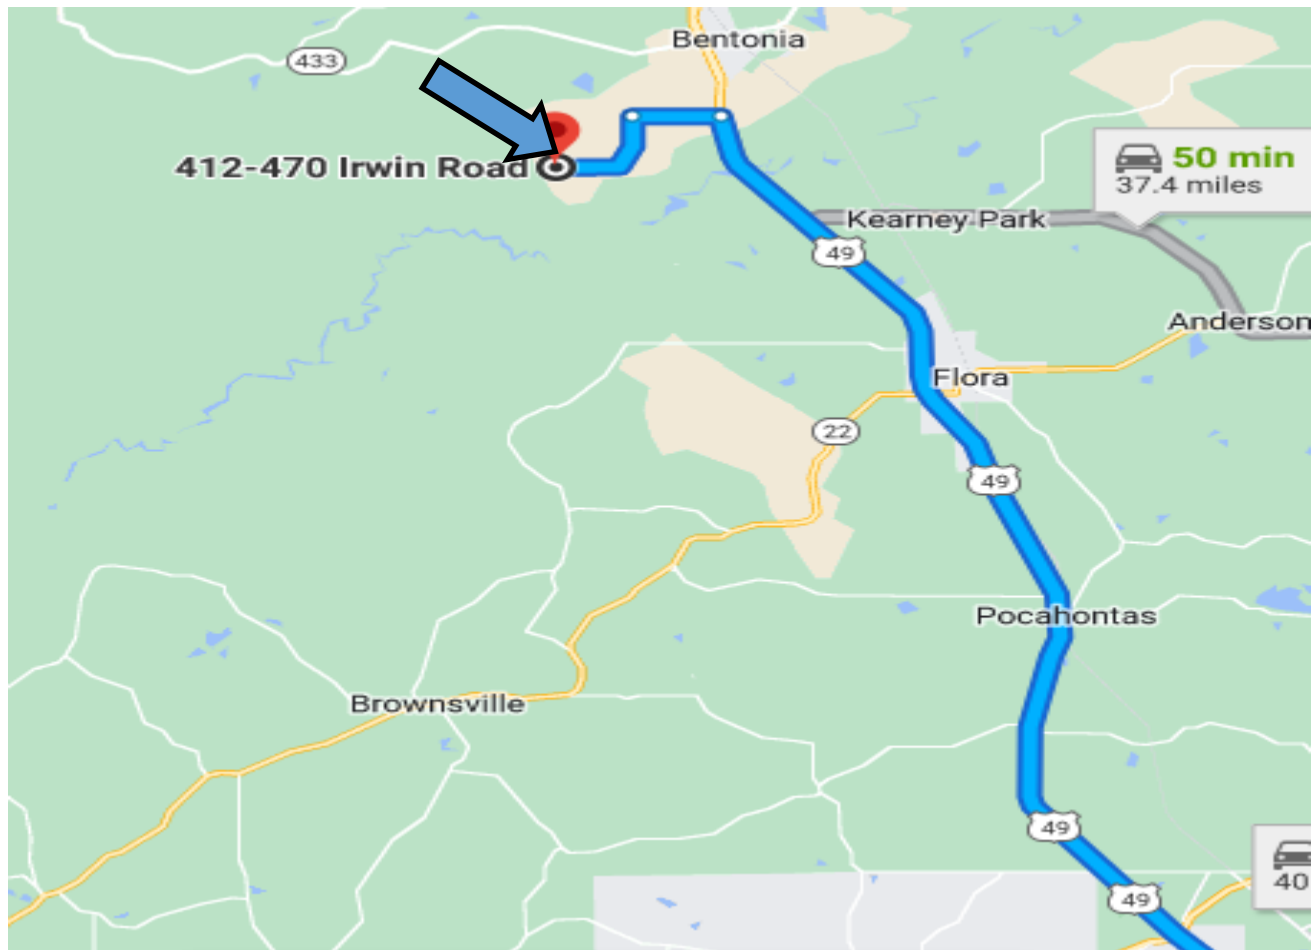 Bentonia
433
50 min
412-470 Irwin Road
37.4 miles
Kearney Park
49
Anderson
Flora
22
49
Pocahontas
Brownsville
49
40
49